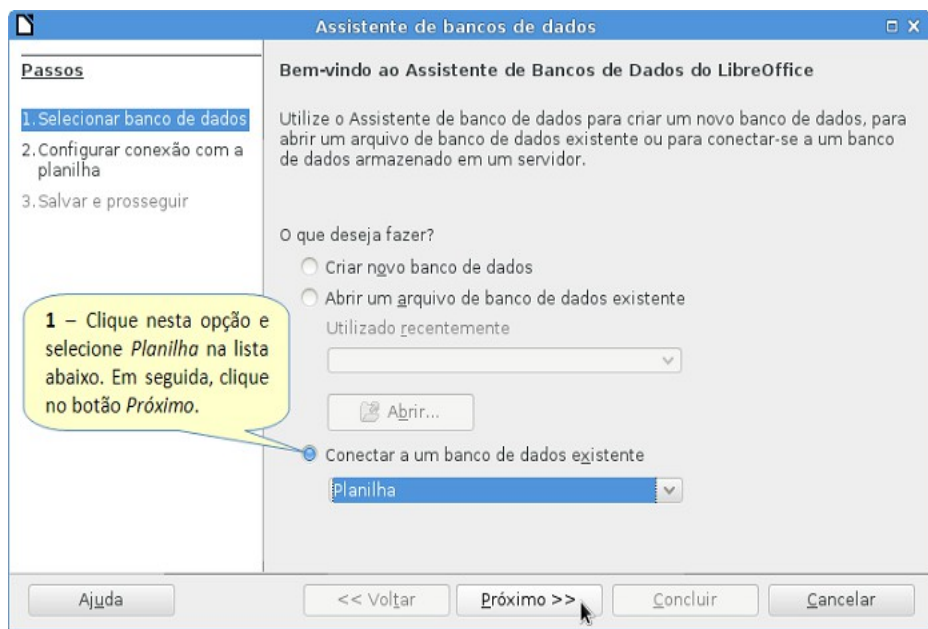 Assistente de bancos de dados
Passos
1. Selecionar banco de dados
2. Configurar conexão com a
planilha
3. Salvar e prosseguir
Bem-vindo ao Assistente de Bancos de Dados do LibreOffice
Utilize o Assistente de banco de dados para criar um novo banco de dados, para
abrir um arquivo de banco de dados existente ou para conectar-se a um banco
de dados armazenado em um servidor.
O que deseja fazer?
Criar novo banco de dados
Abrir um arquivo de banco de dados existente
Utilizado recentemente
Abrir...
1 – Clique nesta opção e
selecione Planilha na lista
abaixo. Em seguida, clique
no botão Próximo.
Conectar a um banco de dados existente
Planilha
Ajuda
<< Voltar
Próximo >>
Concluir
Cancelar